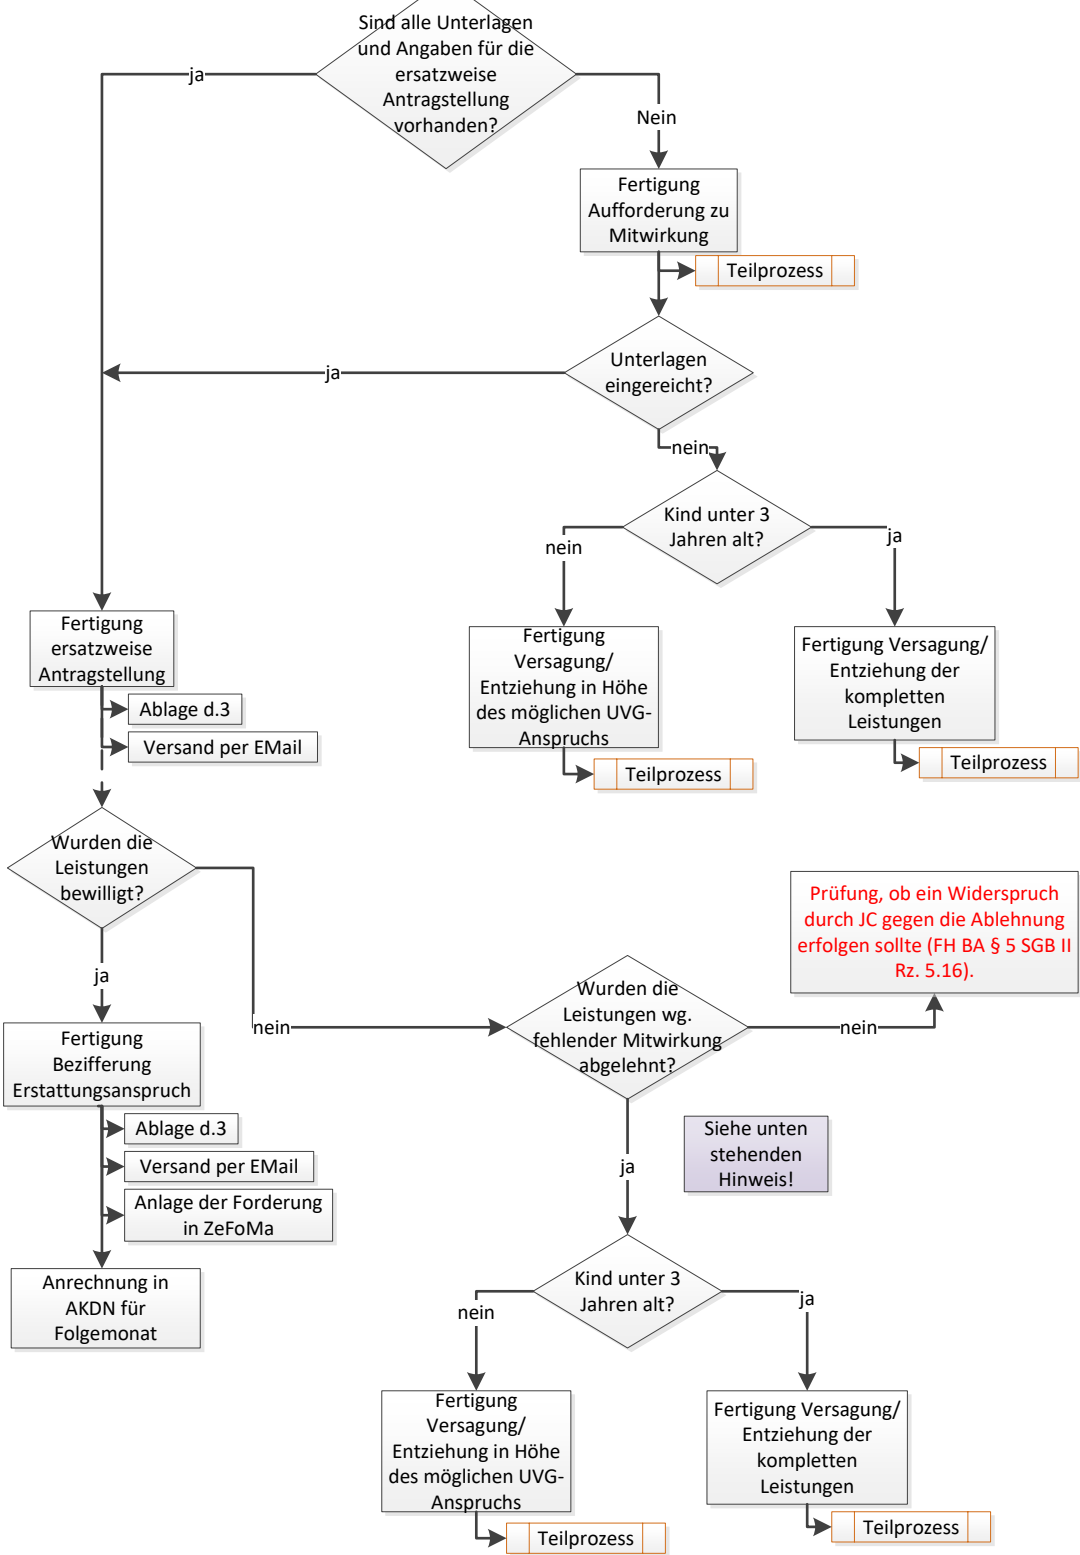 Sind alle Unterlagen
und Angaben für die
ersatzweise
Antragstellung
vorhanden?
ja
Nein
Fertigung
Aufforderung zu
Mitwirkung
Teilprozess
Unterlagen
eingereicht?
ja
nein
Kind unter 3
Jahren alt?
nein
ja
Fertigung
ersatzweise
Antragstellung
Fertigung
Versagung/
Entziehung in Höhe
des möglichen UVG-
Anspruchs
Fertigung Versagung/
Entziehung der
kompletten
Leistungen
Ablage d.3
Versand per EMail
Teilprozess
Teilprozess
Wurden die
Leistungen
bewilligt?
Prüfung, ob ein Widerspruch
durch JC gegen die Ablehnung
erfolgen sollte (FH BA § 5 SGB II
Rz. 5.16).
ja
nein
Wurden die
Leistungen wg.
fehlender Mitwirkung
abgelehnt?
nein
Fertigung
Bezifferung
Erstattungsanspruch
Ablage d.3
Versand per EMail
Anlage der Forderung
in ZeFoMa
Siehe unten
stehenden
Hinweis!
ja
Anrechnung in
AKDN für
Folgemonat
Kind unter 3
Jahren alt?
nein
ja
Fertigung
Versagung/
Entziehung in Höhe
des möglichen UVG-
Anspruchs
Fertigung Versagung/
Entziehung der
kompletten
Leistungen
Teilprozess
Teilprozess